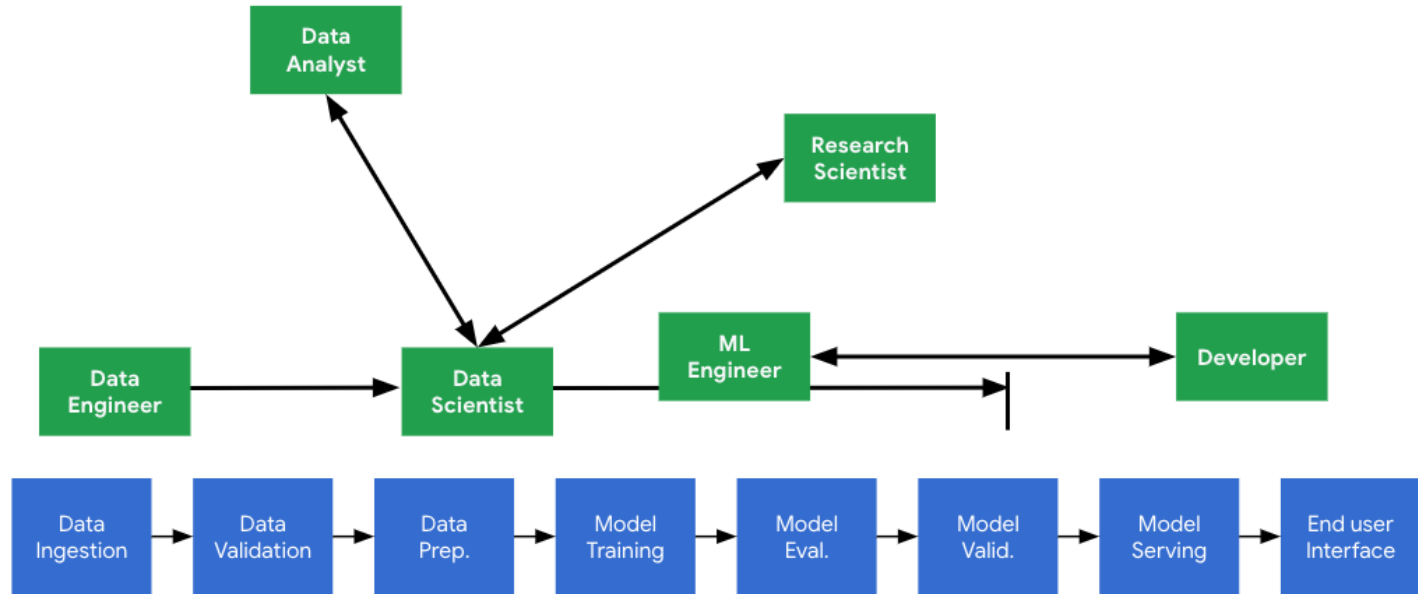 Data
Analyst
Research
Scientist
ML
Engineer
Developer
Data
Engineer
Data
Scientist
Data
Ingestion
Data
Validation
Data
Prep.
Model
Training
Model
Eval.
Model
Valid.
Model
Serving
End user
Interface